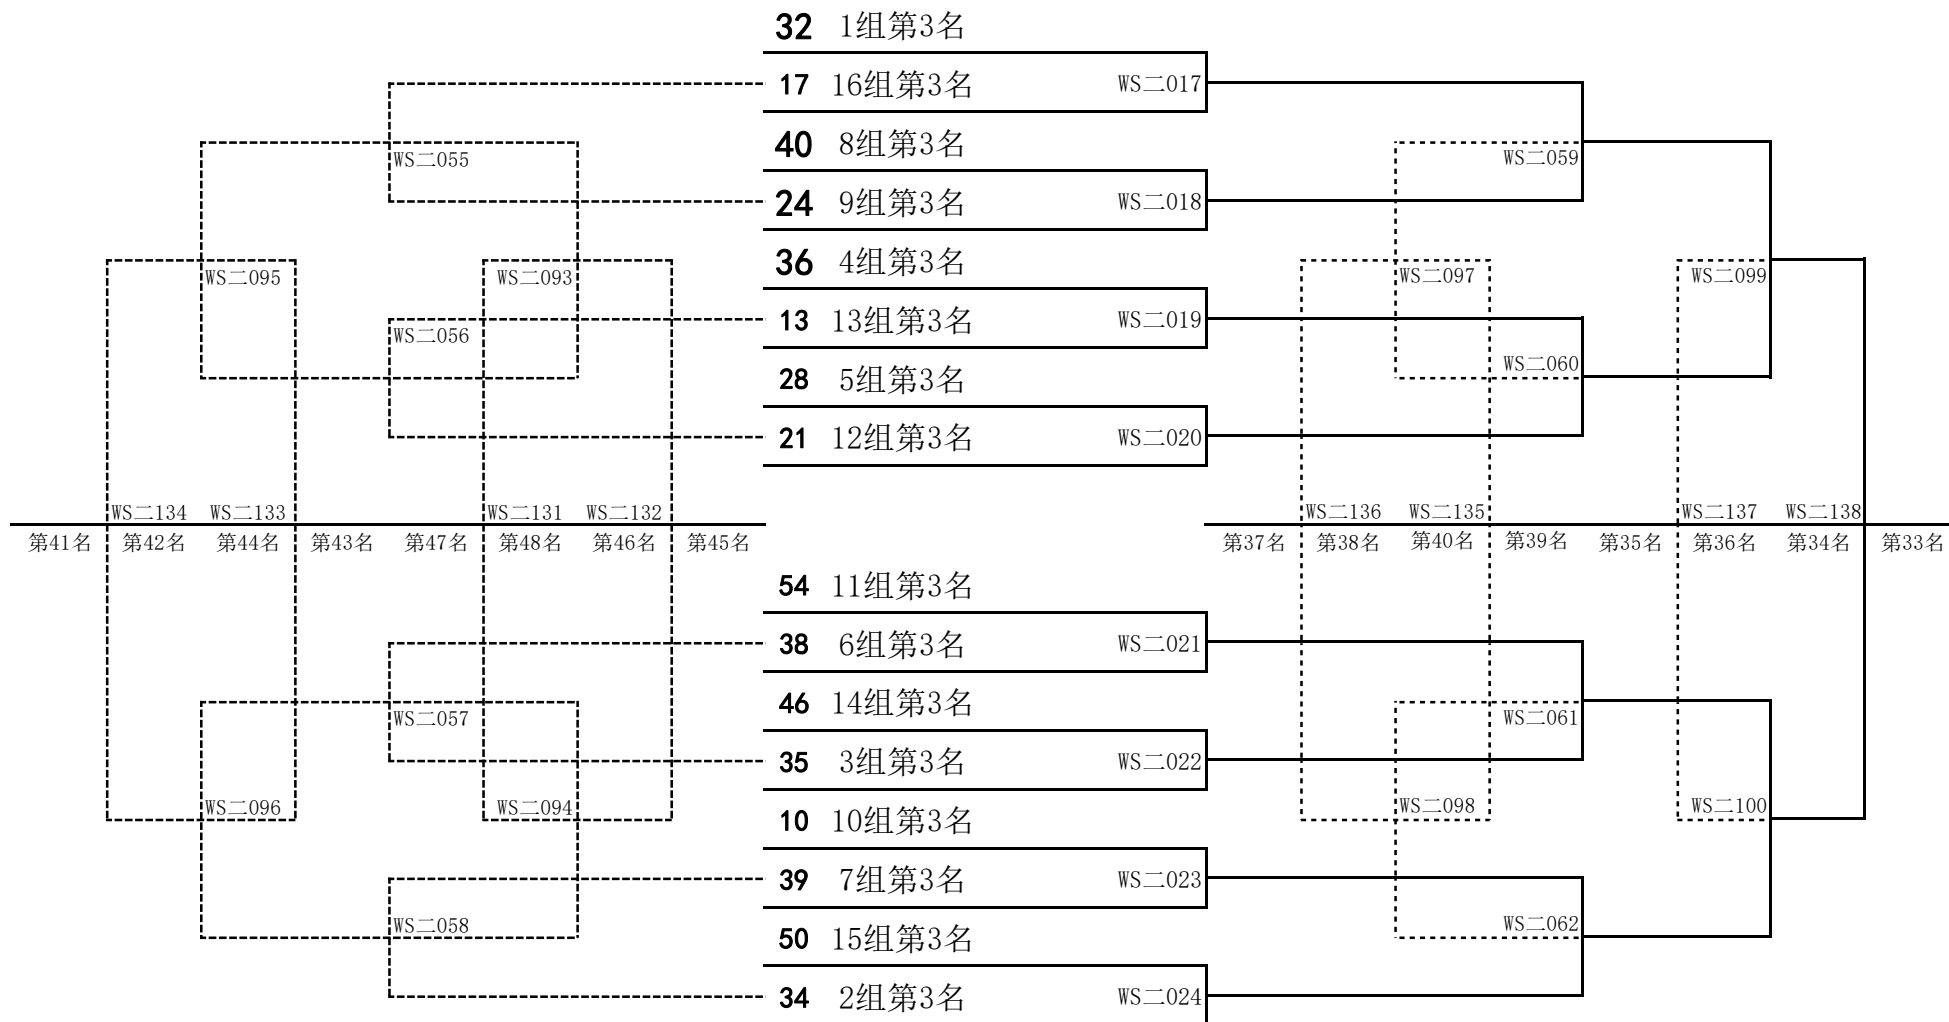 32 1组第3名
17 16组第3名 WS二017
40 8组第3名
WS二055 WS二059
24 9组第3名 WS二018
36 4组第3名
WS二095 WS二093 WS二097 WS二099
13 13组第3名 WS二019
WS二056
WS二060
28 5组第3名
21 12组第3名 WS二020
WS二134 WS二133 WS二131 WS二132 WS二136 WS二135 WS二137 WS二138
第41名 第42名 第44名 第43名 第47名 第48名 第46名 第45名 第37名 第38名 第40名 第39名 第35名 第36名 第34名 第33名
54 11组第3名
38 6组第3名 WS二021
46 14组第3名
WS二057 WS二061
35 3组第3名 WS二022
WS二096 WS二094 WS二098 WS二100
10 10组第3名
39 7组第3名 WS二023
WS二058 WS二062
50 15组第3名
34 2组第3名 WS二024